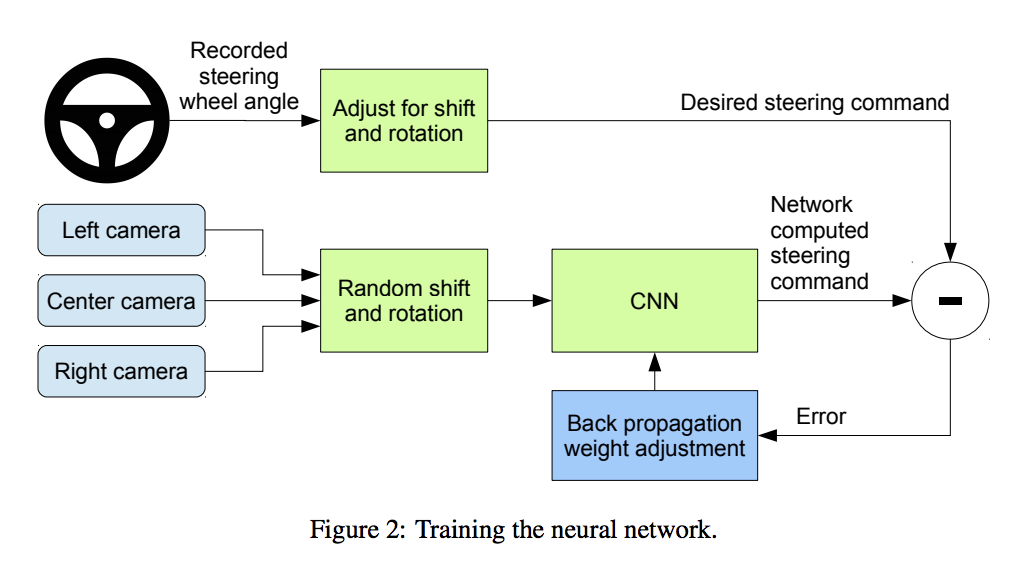 Recorded
steering
wheel angle
Adjust for shift
and rotation
Desired steering command
Left camera
Center camera
Right camera
Random shift
and rotation
CNN
Network
computed
steering
command
-
Back propagation
weight adjustment
Error
Figure 2: Training the neural network.